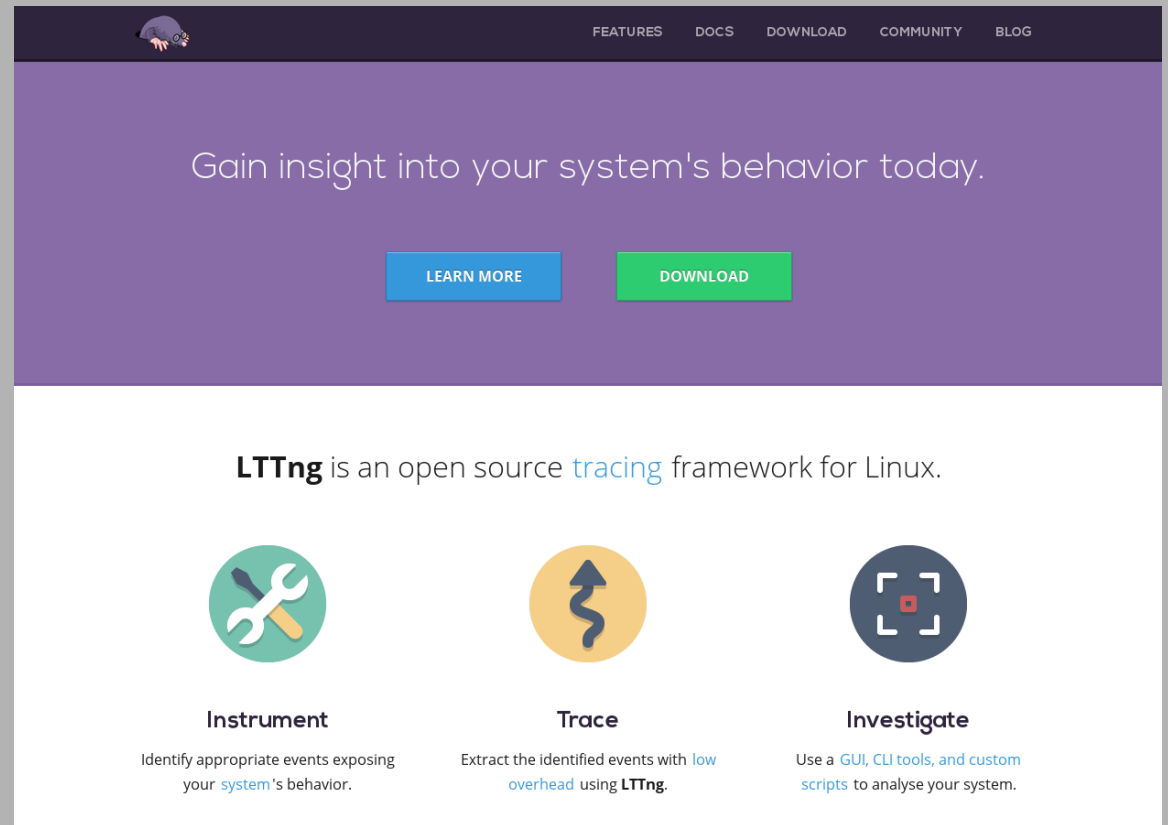 FEATURES DOCS DOWNLOAD COMMUNITY BLOG
Gain insight into your system's behavior today.
LEARN MORE DOWNLOAD
LTTng is an open source tracing framework for Linux.
Instrument
Identify appropriate events exposing
your system's behavior.
Trace
Extract the identified events with low
overhead using LTTng.
Investigate
Use a GUI, CLI tools, and custom
scripts to analyse your system.